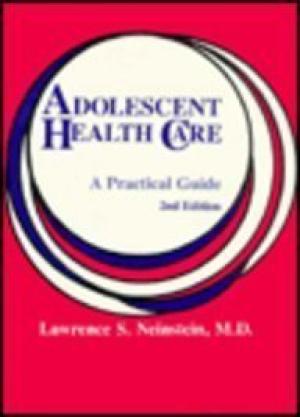 ADOLESCENT
HEALTH CARE
A Practical Guide
2nd Edition
Lawrence S. Neinstein, M.D.